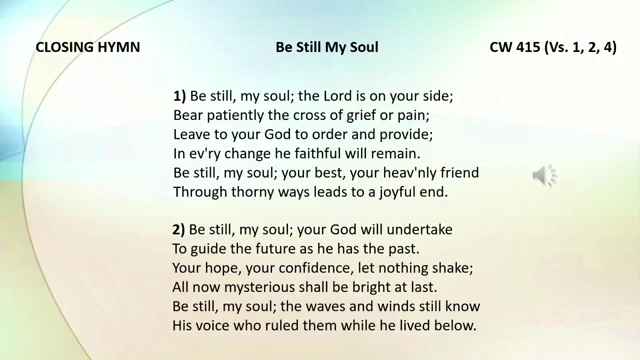 CLOSING HYMN Be Still My Soul CW 415 (Vs. 1, 2, 4)
1) Be still, my soul; the Lord is on your side;
Bear patiently the cross of grief or pain;
Leave to your God to order and provide;
In ev'ry change he faithful will remain.
Be still, my soul; your best, your heav'nly friend
Through thorny ways leads to a joyful end.
2) Be still, my soul; your God will undertake
To guide the future as he has the past.
Your hope, your confidence, let nothing shake;
All now mysterious shall be bright at last.
Be still, my soul; the waves and winds still know
His voice who ruled them while he lived below.